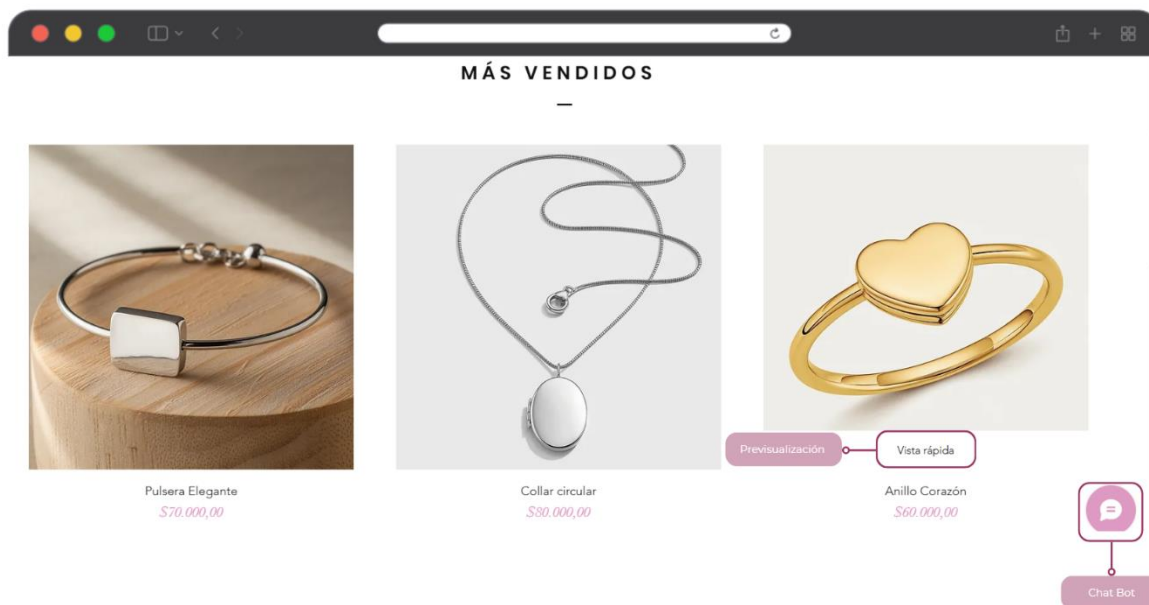 MÁS VENDIDOS
Previsualización
Vista rápida
Pulsera Elegante
$70.000,00
Collar circular
$80.000,00
Anillo Corazón
$60.000,00
Chat Bot